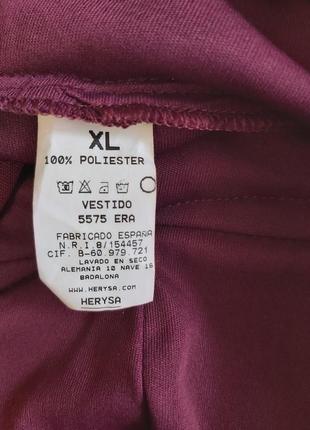 XL
100% POLIESTER
VESTIDO
5575 ERA
FABRICADO ESPAÑA
N.R.I.8/154457
CIF. B-60.979.721
LAVADO EN SECO
ALEMANIA 10 NAVE 16
BADALONA
WWW.HERYSA.COM
HERYSA